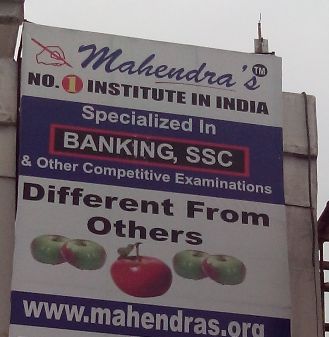 Mahendra's TM
NO. 1 INSTITUTE IN INDIA
Specialized In
BANKING, SSC
& Other Competitive Examinations
Different From
Others
www.mahendras.org